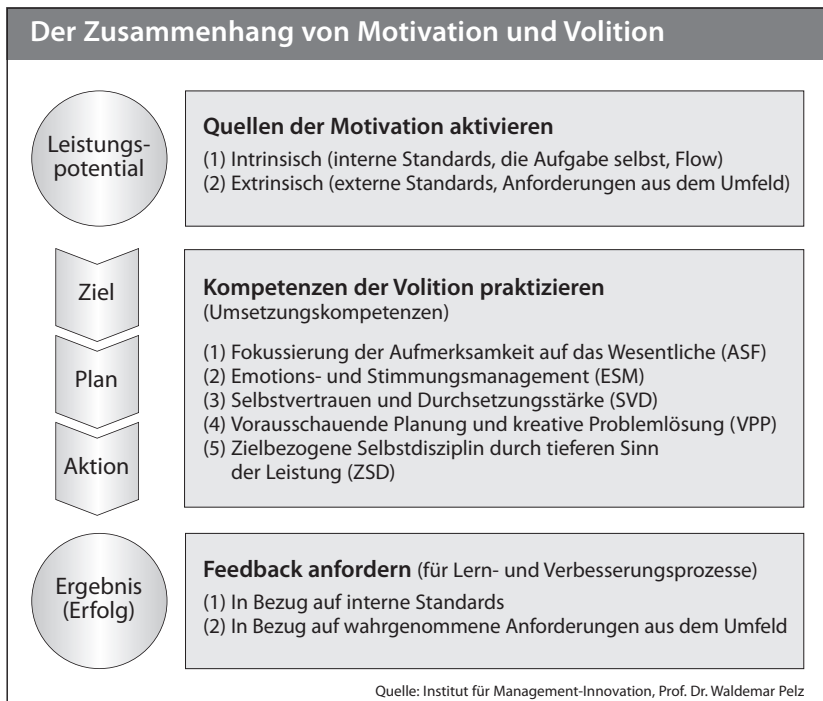 Der Zusammenhang von Motivation und Volition
Leistungs-
potential
Quellen der Motivation aktivieren
(1) Intrinsisch (interne Standards, die Aufgabe selbst, Flow)
(2) Extrinsisch (externe Standards, Anforderungen aus dem Umfeld)
Ziel
Plan
Aktion
Kompetenzen der Volition praktizieren
(Umsetzungskompetenzen)
(1) Fokussierung der Aufmerksamkeit auf das Wesentliche (ASF)
(2) Emotions- und Stimmungsmanagement (ESM)
(3) Selbstvertrauen und Durchsetzungsstärke (SVD)
(4) Vorausschauende Planung und kreative Problemlösung (VPP)
(5) Zielbezogene Selbstdisziplin durch tieferen Sinn
der Leistung (ZSD)
Ergebnis
(Erfolg)
Feedback anfordern (für Lern- und Verbesserungsprozesse)
(1) In Bezug auf interne Standards
(2) In Bezug auf wahrgenommene Anforderungen aus dem Umfeld
Quelle: Institut für Management-Innovation, Prof. Dr. Waldemar Pelz